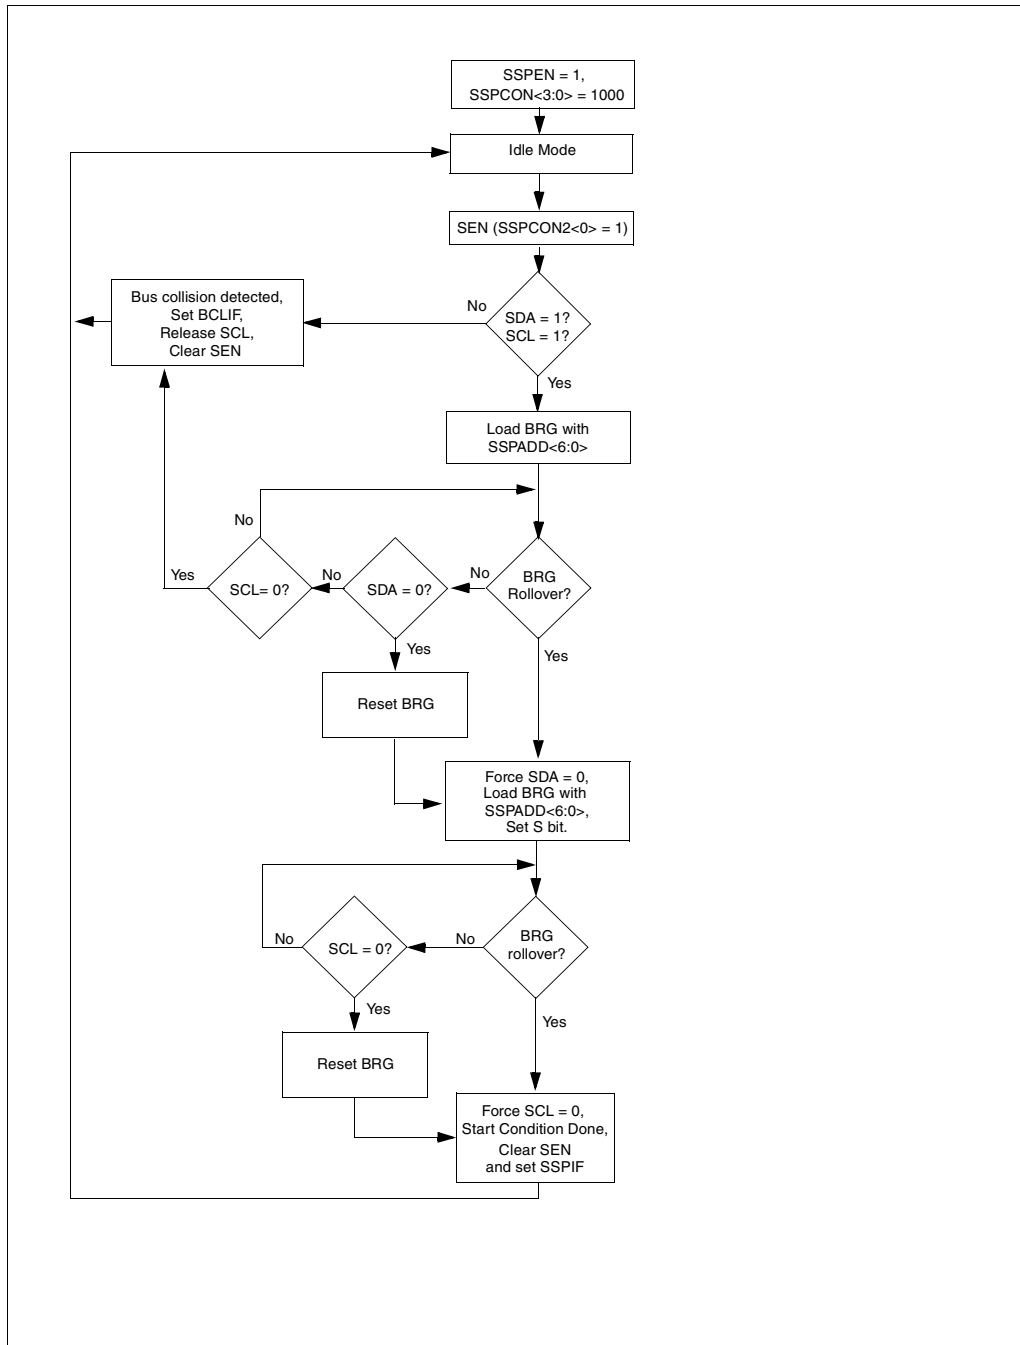 SSPEN = 1,
SSPCON<3:0> = 1000
Idle Mode
SEN (SSPCON2<0> = 1)
Bus collision detected,
Set BCLIF,
Release SCL,
Clear SEN
No
SDA = 1?
SCL = 1?
Yes
Load BRG with
SSPADD<6:0>
No
Yes
SCL= 0?
No
SDA = 0?
No
BRG
Rollover?
Yes
Yes
Reset BRG
Force SDA = 0,
Load BRG with
SSPADD<6:0>,
Set S bit.
No
SCL = 0?
No
BRG
rollover?
Yes
Yes
Reset BRG
Force SCL = 0,
Start Condition Done,
Clear SEN
and set SSPIF